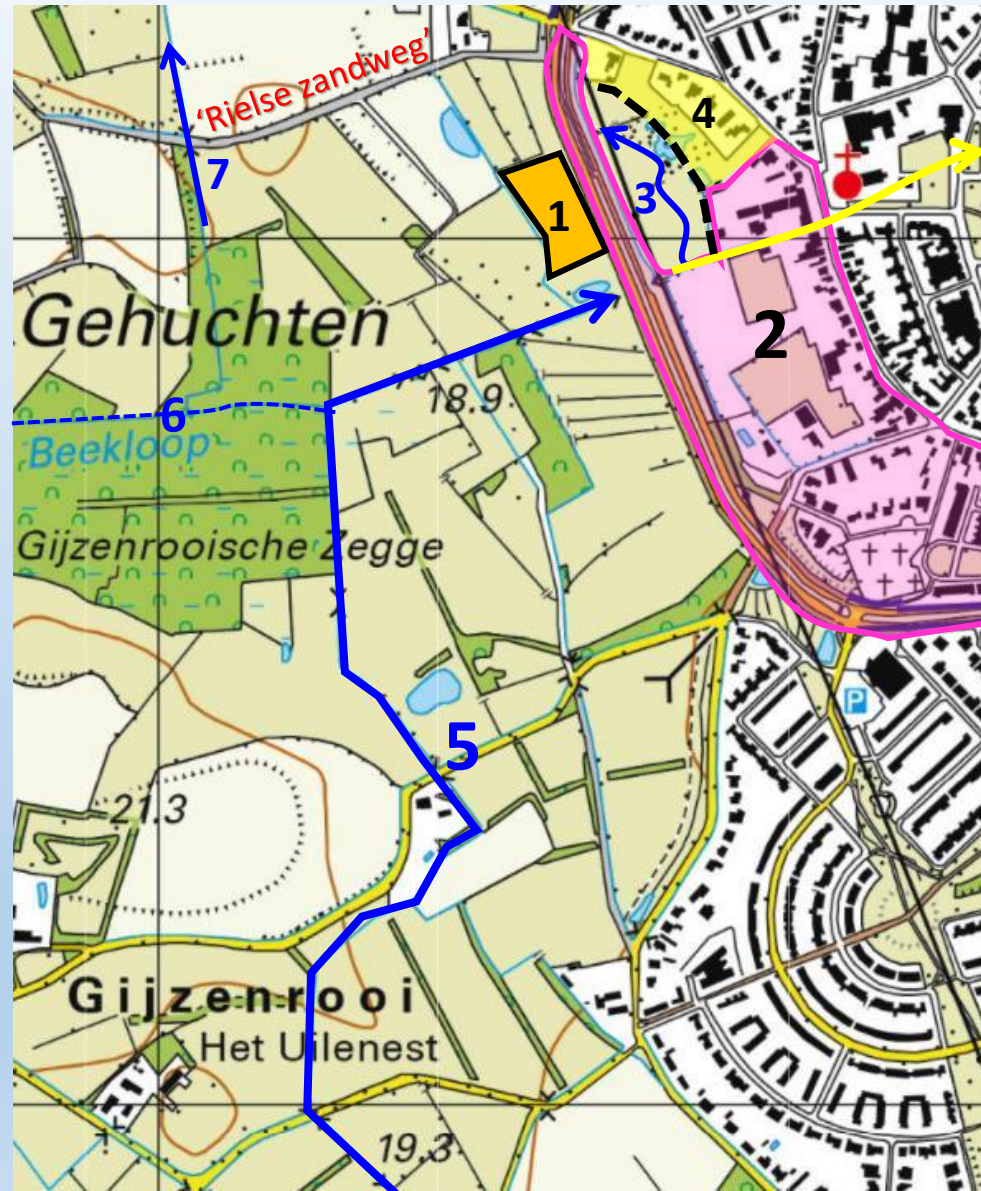 'Rielse zandweg'
4
7
3
1
Gehuchten
2
18.9
6
Beekloop
Gijzenrooische Zegge
P
5
21.3
Gijzenrooi
Het Uilenest
19.3